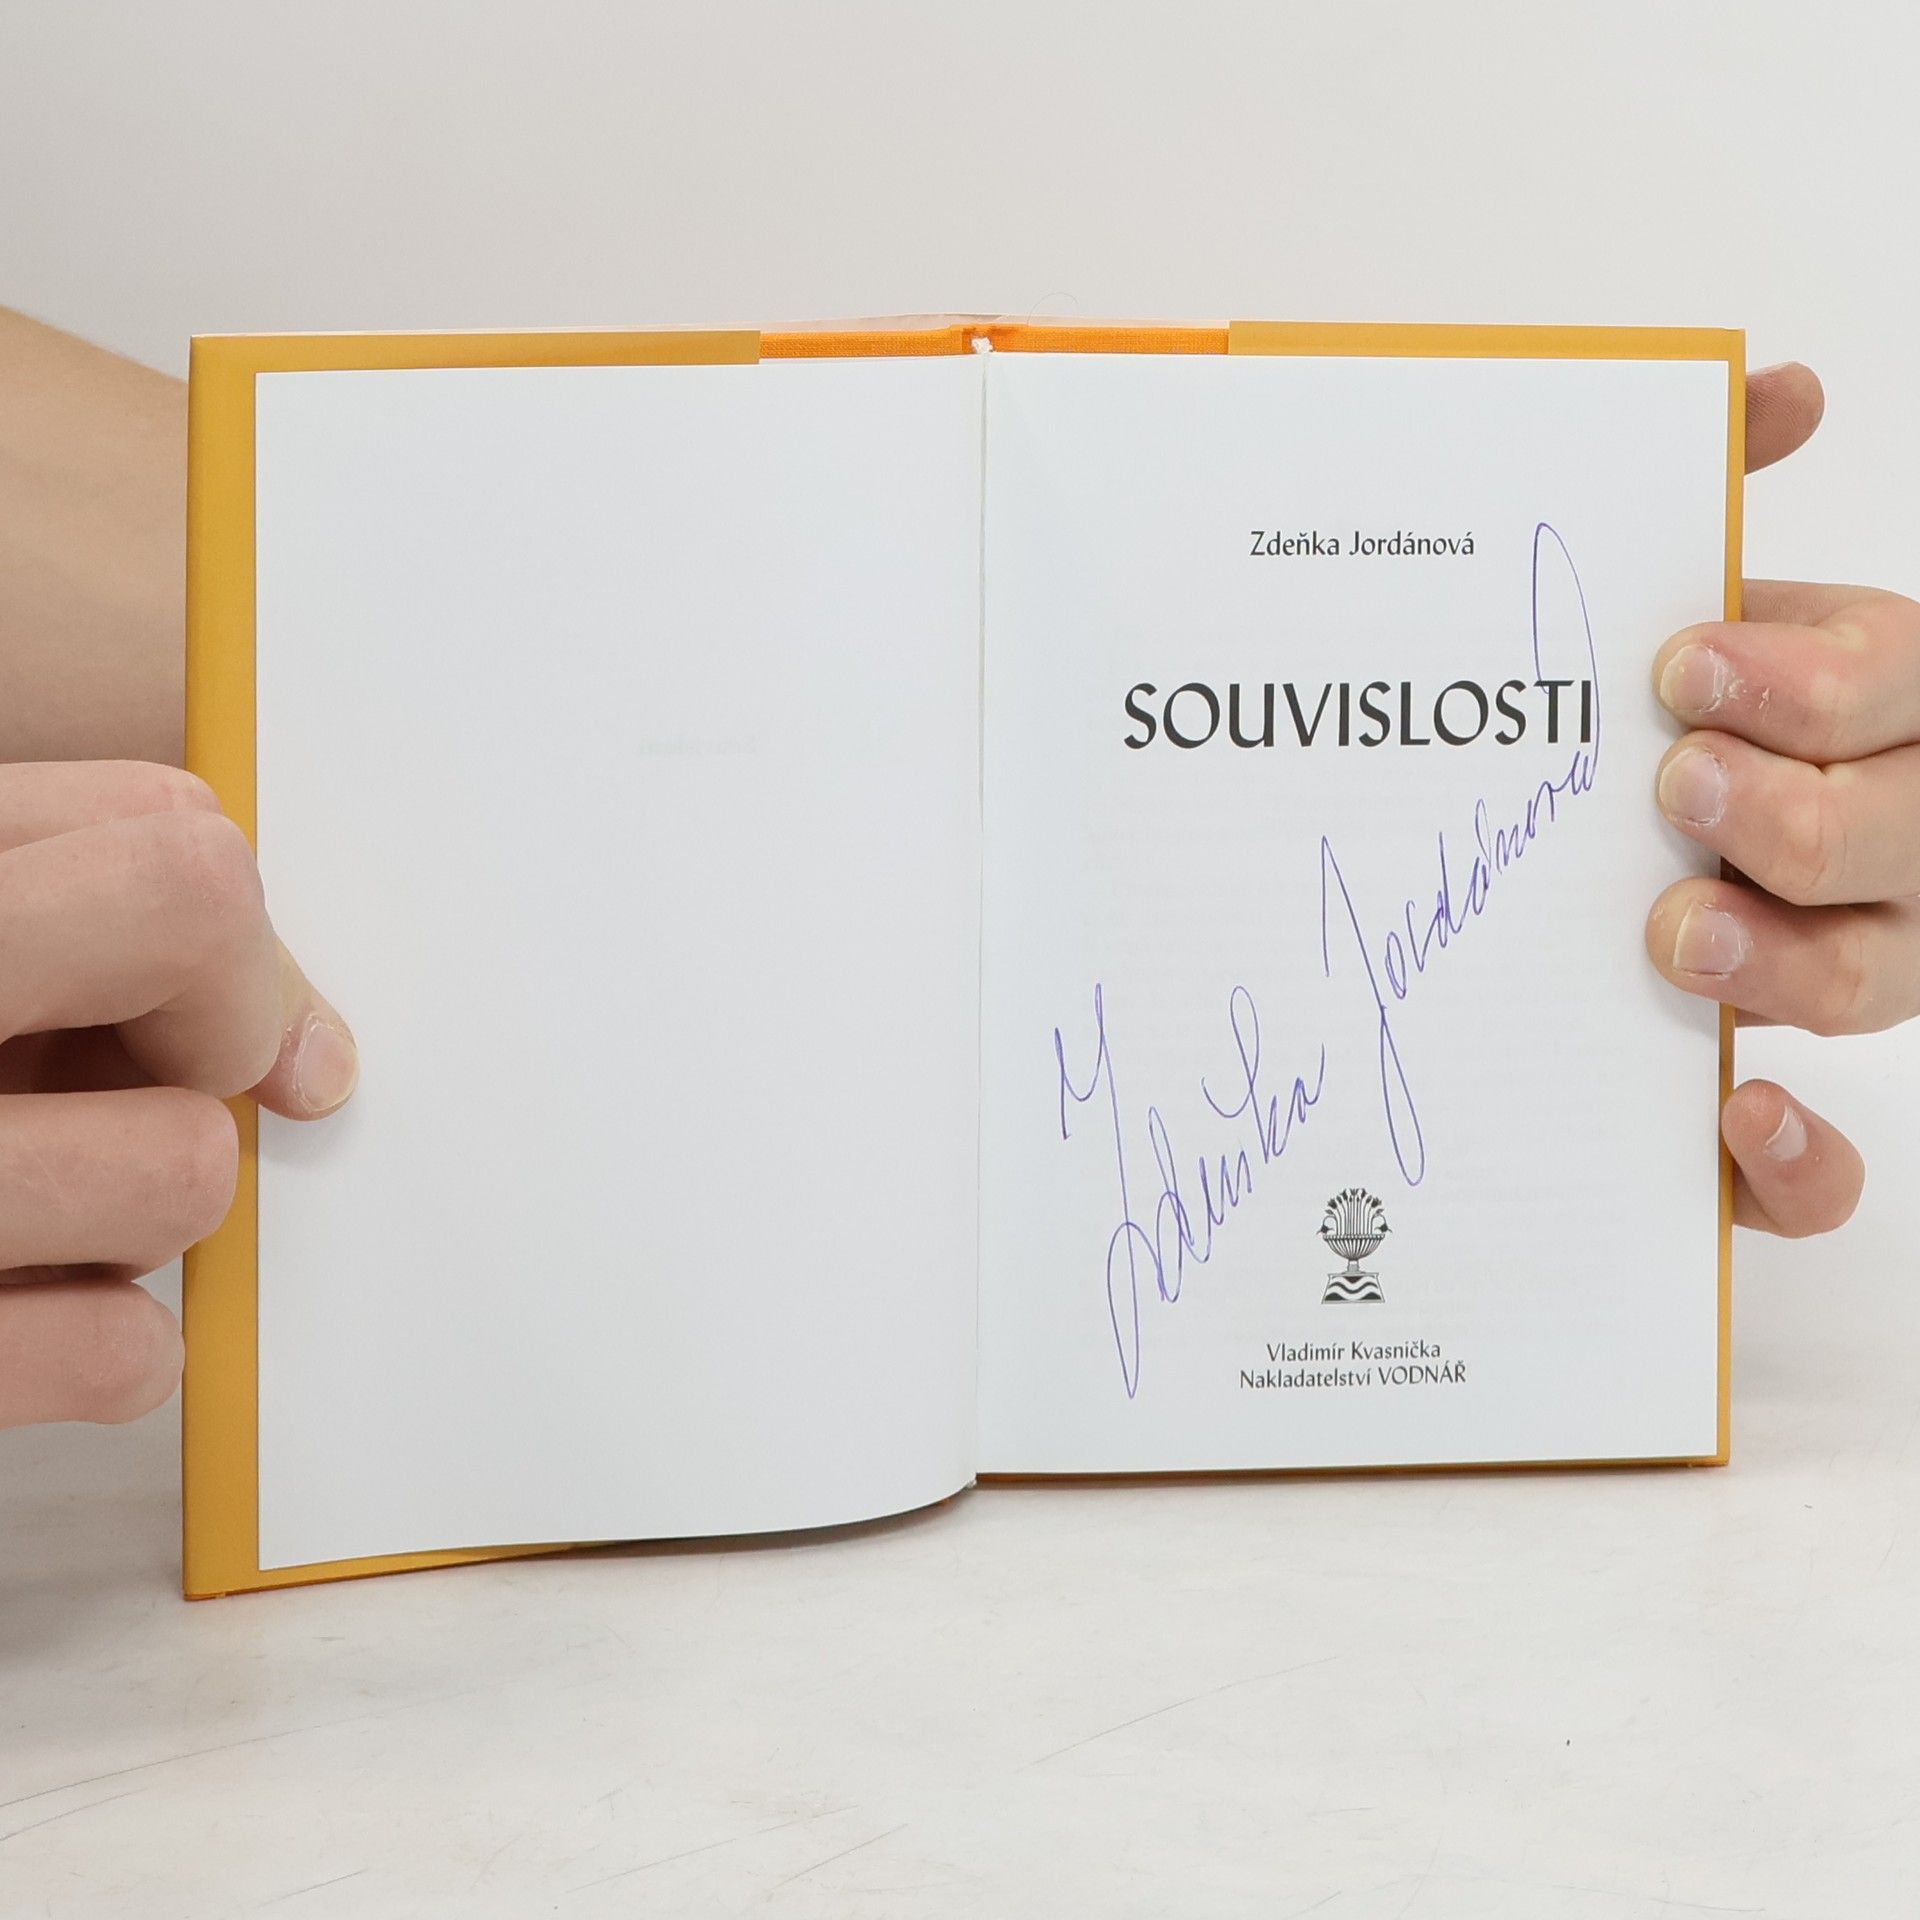 Zdeňka Jordánová
SOUVISLOSTI
Zdeňka Jordánová
Vladimír Kvasnička
Nakladatelství VODNÁŘ